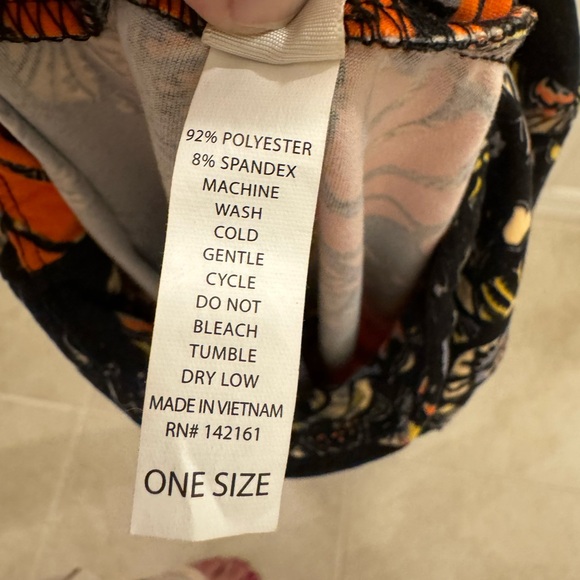 92% POLYESTER
8% SPANDEX
MACHINE
WASH
COLD
GENTLE
CYCLE
DO NOT
BLEACH
TUMBLE
DRY LOW
MADE IN VIETNAM
RN# 142161
ONE SIZE